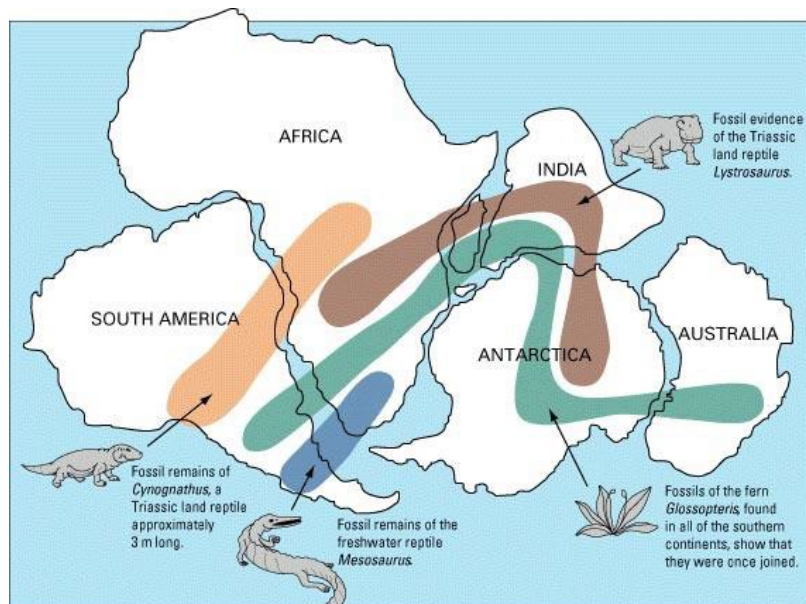 AFRICA
INDIA
Fossil evidence
of the Triassic
land reptile
Lystrosaurus.
SOUTH AMERICA
ANTARCTICA
AUSTRALIA
Fossil remains of
Cynognathus, a
Triassic land reptile
approximately
3 m long.
Fossil remains of the
freshwater reptile
Mesosaurus.
Fossils of the fern
Glossopteris, found
in all of the southern
continents, show that
they were once joined.